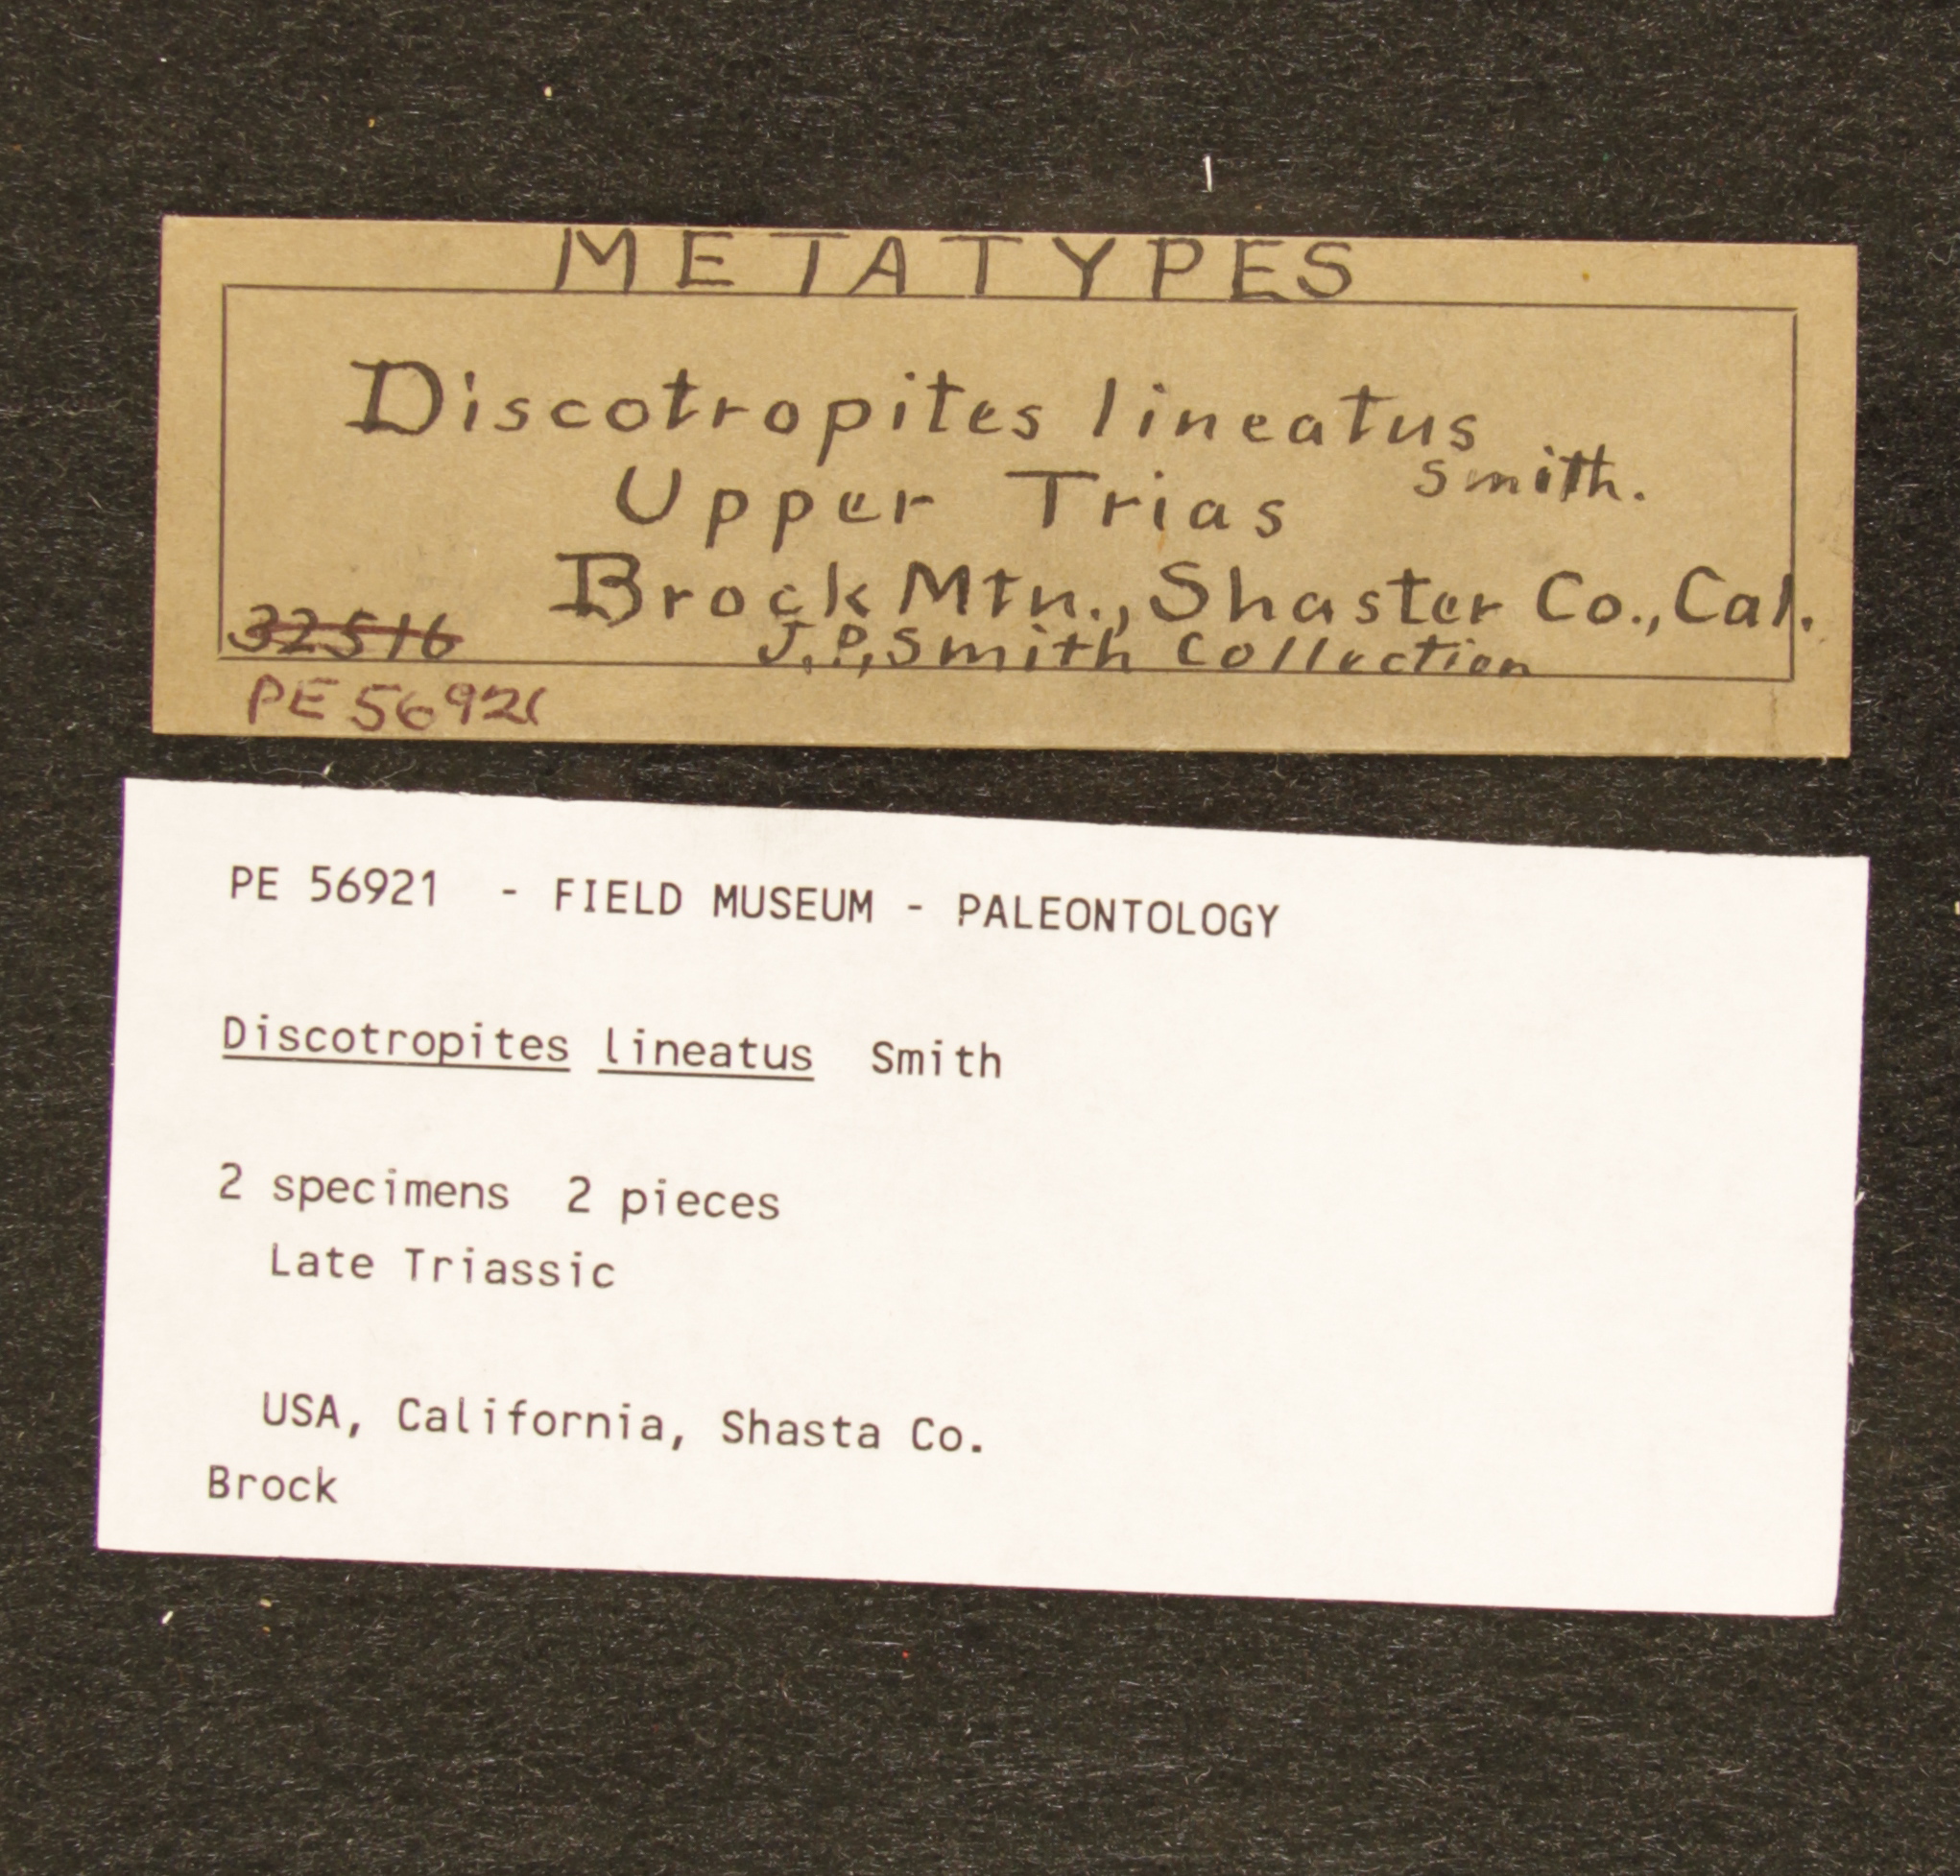 METATYPES
Discotropites lineatus
Smith.
Upper Trias
Brock Mtn., Shaster Co., Cal.
J.P. Smith Collection
32516
PE 56921
PE 56921 - FIELD MUSEUM - PALEONTOLOGY
Discotropites lineatus Smith
2 specimens 2 pieces
Late Triassic
USA, California, Shasta Co.
Brock